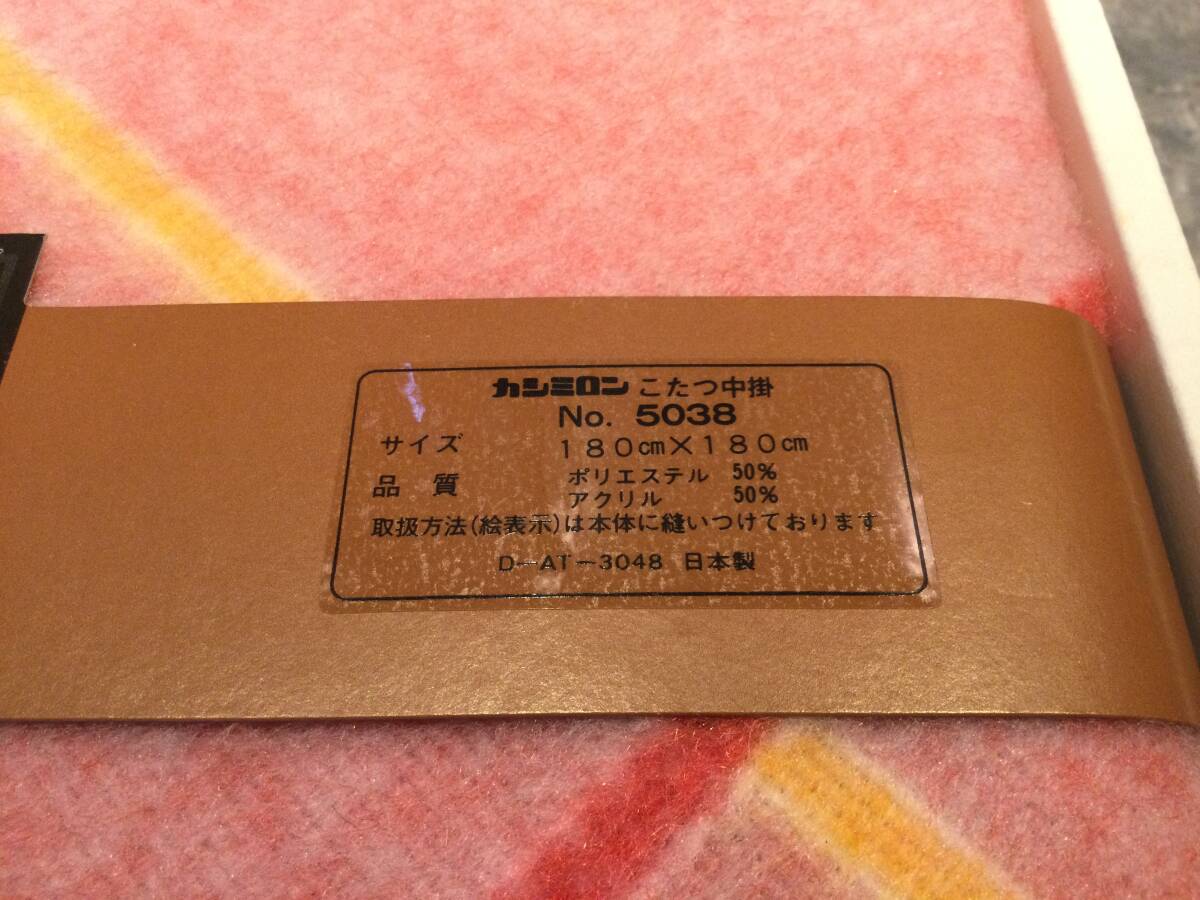 カシミロン こたつ中掛
No. 5038
サイズ 180cm×180cm
品 質 ポリエステル 50%
アクリル 50%
取扱方法(絵表示)は本体に縫いつけております
D-AT-3048 日本製